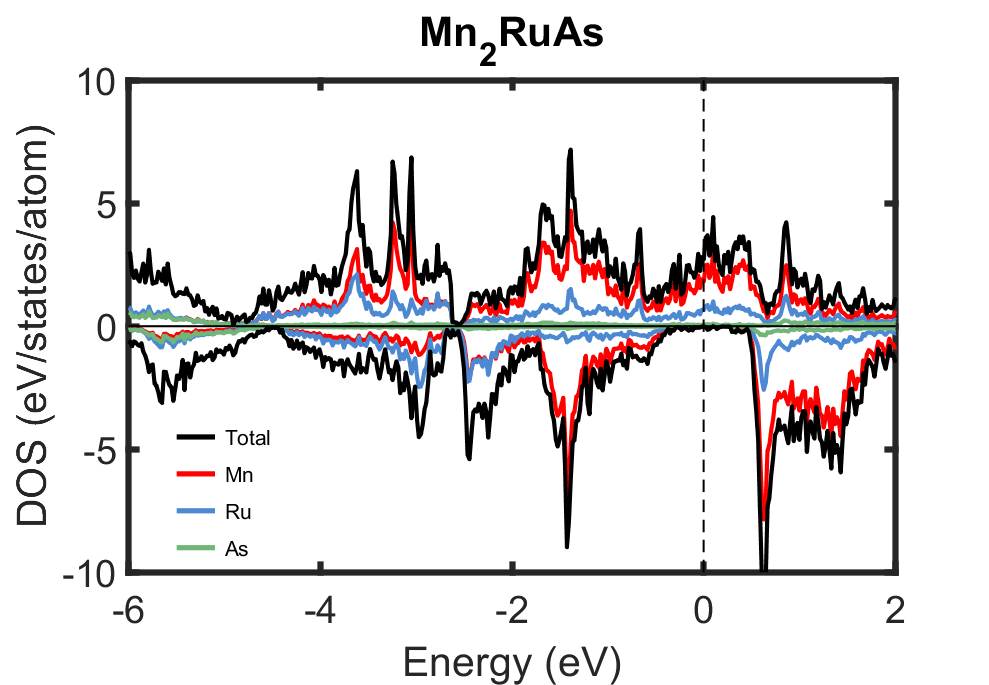 Mn2RuAs
DOS (eV/states/atom)
10
5
0
-5
-10
Total
Mn
Ru
As
-6 -4 -2 0 2
Energy (eV)